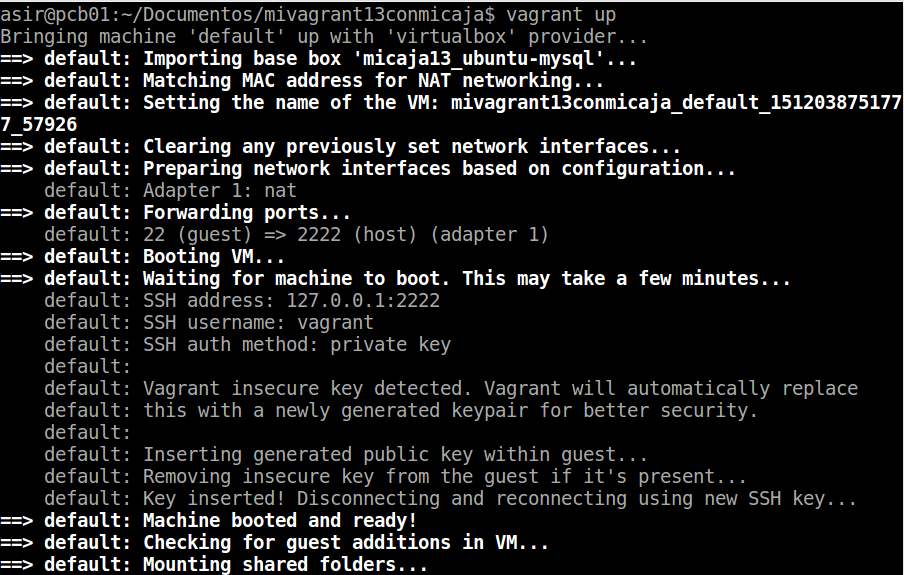 asir@pcb01:~/Documentos/mivagrant13conmicaja$ vagrant up
Bringing machine 'default' up with 'virtualbox' provider...
==> default: Importing base box 'micaja13_ubuntu-mysql'...
==> default: Matching MAC address for NAT networking...
==> default: Setting the name of the VM: mivagrant13conmicaja_default_151203875177
7_57926
==> default: Clearing any previously set network interfaces...
==> default: Preparing network interfaces based on configuration...
    default: Adapter 1: nat
==> default: Forwarding ports...
    default: 22 (guest) => 2222 (host) (adapter 1)
==> default: Booting VM...
==> default: Waiting for machine to boot. This may take a few minutes...
    default: SSH address: 127.0.0.1:2222
    default: SSH username: vagrant
    default: SSH auth method: private key
    default:
    default: Vagrant insecure key detected. Vagrant will automatically replace
    default: this with a newly generated keypair for better security.
    default:
    default: Inserting generated public key within guest...
    default: Removing insecure key from the guest if it's present...
    default: Key inserted! Disconnecting and reconnecting using new SSH key...
==> default: Machine booted and ready!
==> default: Checking for guest additions in VM...
==> default: Mounting shared folders...